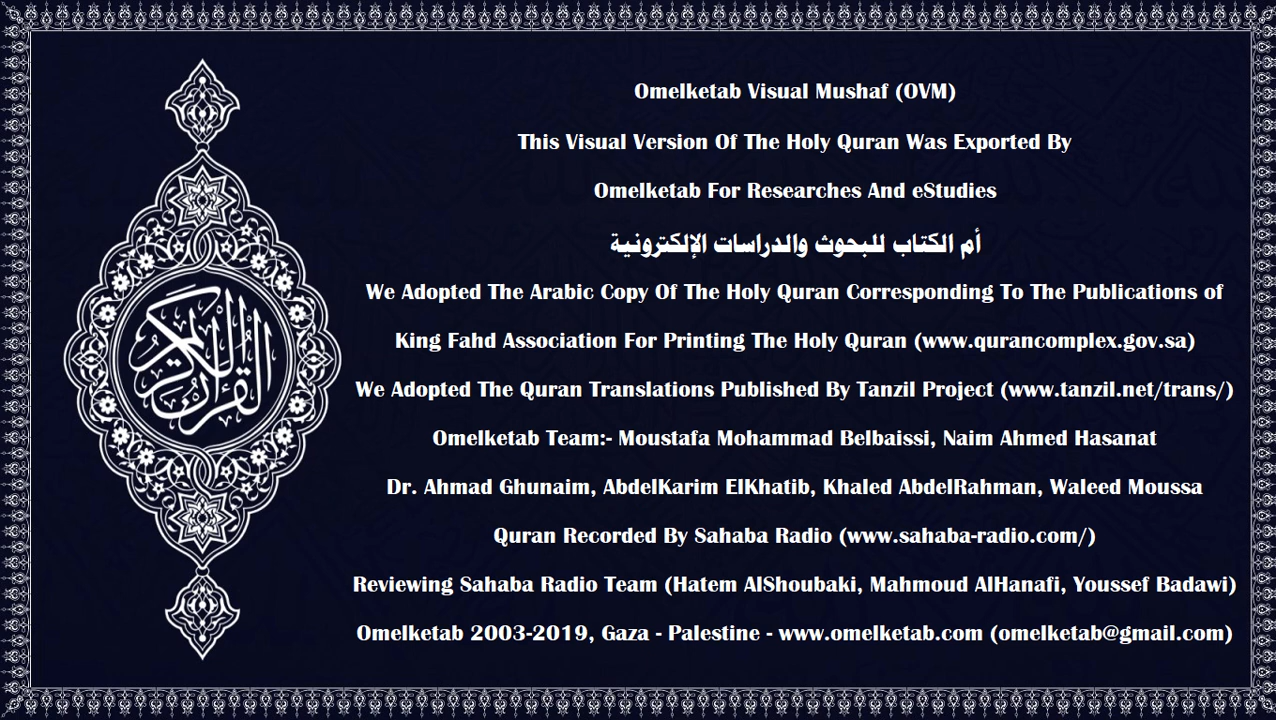 القرآن الكريم
Omelketab Visual Mushaf (OVM)
This Visual Version Of The Holy Quran Was Exported By
Omelketab For Researches And eStudies
أم الكتاب للبحوث والدراسات الإلكترونية
We Adopted The Arabic Copy Of The Holy Quran Corresponding To The Publications of
King Fahd Association For Printing The Holy Quran (www.qurancomplex.gov.sa)
We Adopted The Quran Translations Published By Tanzil Project (www.tanzil.net/trans/)
Omelketab Team:- Moustafa Mohammad Belbaissi, Naim Ahmed Hasanat
Dr. Ahmad Ghunaim, AbdelKarim ElKhatib, Khaled AbdelRahman, Waleed Moussa
Quran Recorded By Sahaba Radio (www.sahaba-radio.com/)
Reviewing Sahaba Radio Team (Hatem AlShoubaki, Mahmoud AlHanafi, Youssef Badawi)
Omelketab 2003-2019, Gaza - Palestine - www.omelketab.com (omelketab@gmail.com)